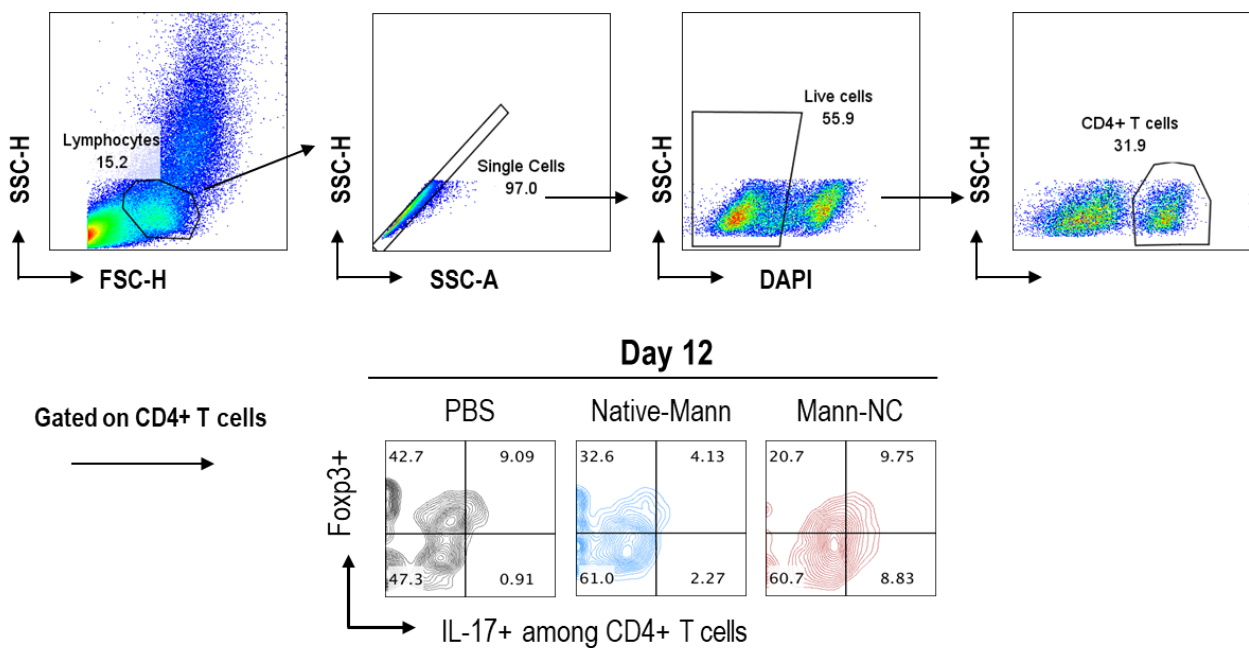 SSC-H
Lymphocytes
15.2
FSC-H
SSC-H
Single Cells
97.0
SSC-A
SSC-H
Live cells
55.9
DAPI
SSC-H
CD4+ T cells
31.9
Day 12
Gated on CD4+ T cells
PBS
Native-Mann
Mann-NC
Foxp3+
42.7 9.09
47.3 0.91
32.6 4.13
61.0 2.27
20.7 9.75
60.7 8.83
IL-17+ among CD4+ T cells